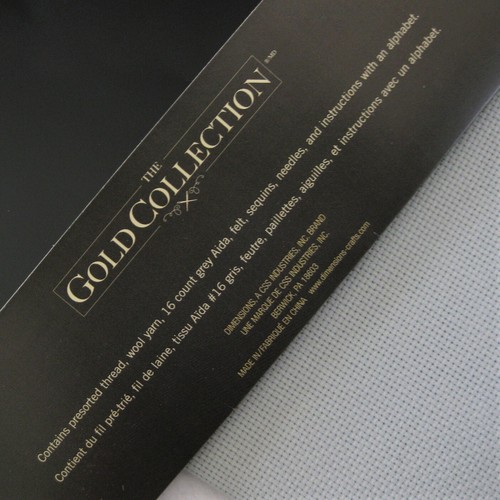 THE
GOLD COLLECTION
Contains presorted thread, wool yarn, 16 count grey Aida, felt, sequins, needles, and instructions with an alphabet.
Contient du fil pré-trié, fil de laine, tissu Aïda #16 gris, feutre, paillettes, aiguilles, et instructions avec un alphabet.
DIMENSIONS, A CSS INDUSTRIES, INC. BRAND
UNE MARQUE DE CSS INDUSTRIES, INC.
BERWICK, PA 18603
MADE IN / FABRIQUÉ EN CHINA www.dimensions-crafts.com